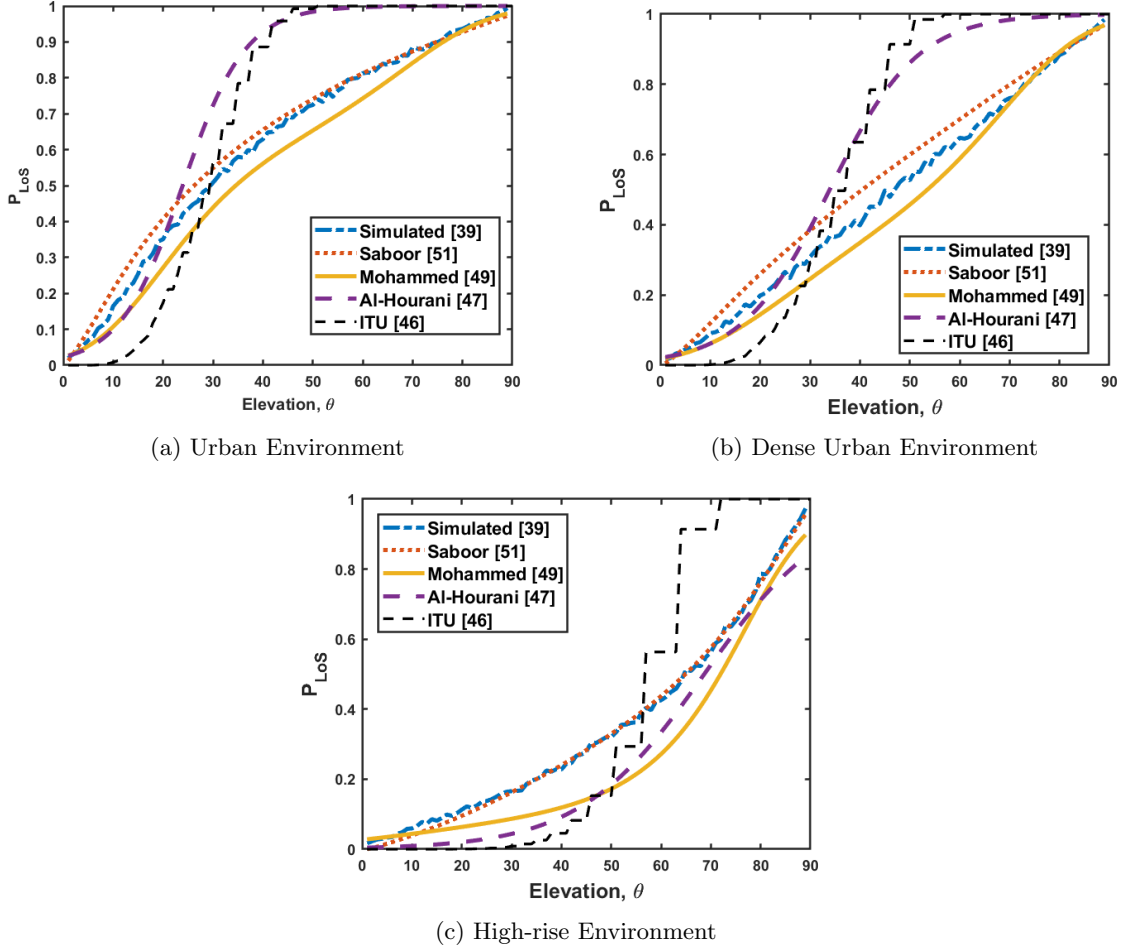 1
0.9
0.8
0.7
0.6
0.5
0.4
0.3
0.2
0.1
0
P_LoS
Simulated [39]
Saboor [51]
Mohammed [49]
Al-Hourani [47]
ITU [46]
0 10 20 30 40 50 60 70 80 90
Elevation, θ
(a) Urban Environment
1
0.8
0.6
0.4
0.2
0
P_LoS
Simulated [39]
Saboor [51]
Mohammed [49]
Al-Hourani [47]
ITU [46]
0 10 20 30 40 50 60 70 80 90
Elevation, θ
(b) Dense Urban Environment
1
0.8
0.6
0.4
0.2
0
P_LoS
Simulated [39]
Saboor [51]
Mohammed [49]
Al-Hourani [47]
ITU [46]
0 10 20 30 40 50 60 70 80 90
Elevation, θ
(c) High-rise Environment